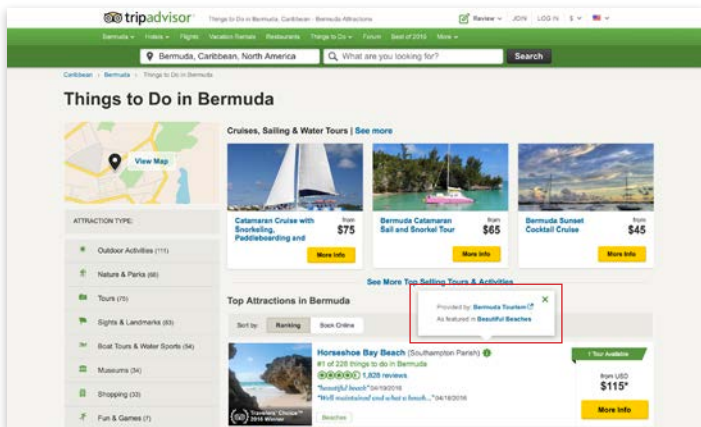 tripadvisor
Things to Do in Bermuda, Caribbean - Bermuda Attractions
Review
JOIN
LOG IN
$
Bermuda
Hotels
Flights
Vacation Rentals
Restaurants
Things to Do
Forum
Best of 2015
More
Bermuda, Caribbean, North America
What are you looking for?
Search
Caribbean › Bermuda › Things to Do in Bermuda
Things to Do in Bermuda
View Map
Cruises, Sailing & Water Tours | See more
Catamaran Cruise with Snorkeling, Paddleboarding and
from
$75
More Info
Bermuda Catamaran Sail and Snorkel Tour
from
$65
More Info
Bermuda Sunset Cocktail Cruise
from
$45
More Info
See More Top Selling Tours & Activities
ATTRACTION TYPE:
Outdoor Activities (111)
Nature & Parks (68)
Tours (75)
Sights & Landmarks (63)
Boat Tours & Water Sports (54)
Museums (34)
Shopping (33)
Fun & Games (7)
Top Attractions in Bermuda
Provided by: Bermuda Tourism
As featured in Beautiful Beaches
Sort by:
Ranking
Book Online
Horseshoe Bay Beach (Southampton Parish)
#1 of 228 things to do in Bermuda
1,828 reviews
"beautiful beach" 04/19/2016
"Well maintained and what a beach..." 04/18/2016
Beaches
Travelers' Choice™
2016 Winner
1 Tour Available
from USD
$115*
More Info